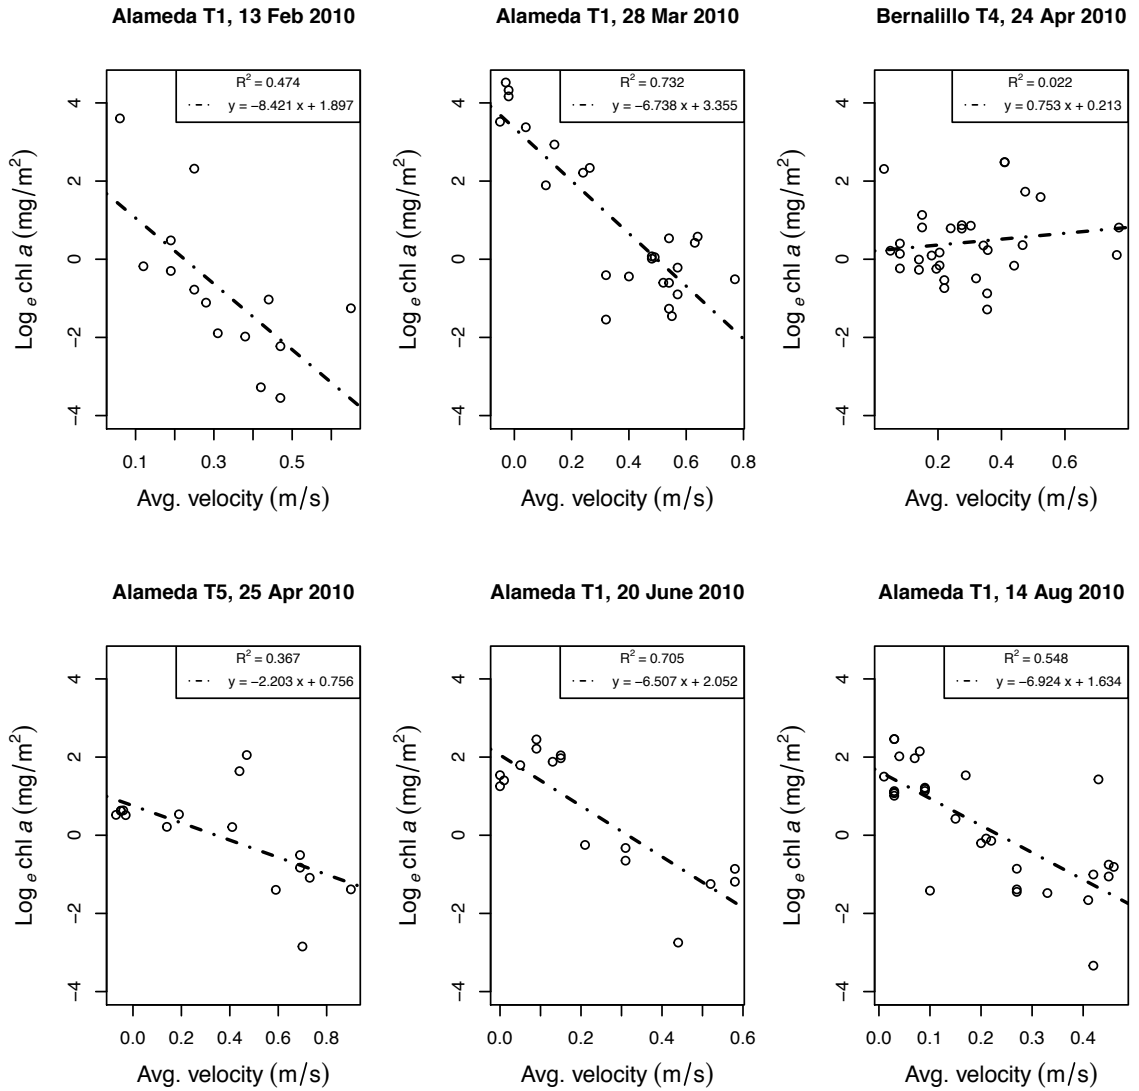 Alameda T1, 13 Feb 2010
R² = 0.474
y = −8.421 x + 1.897
4
2
0
−2
−4
Log e chl a (mg/m²)
0.1 0.3 0.5
Avg. velocity (m/s)
Alameda T1, 28 Mar 2010
R² = 0.732
y = −6.738 x + 3.355
4
2
0
−2
−4
Log e chl a (mg/m²)
0.0 0.2 0.4 0.6 0.8
Avg. velocity (m/s)
Bernalillo T4, 24 Apr 2010
R² = 0.022
y = 0.753 x + 0.213
4
2
0
−2
−4
Log e chl a (mg/m²)
0.2 0.4 0.6
Avg. velocity (m/s)
Alameda T5, 25 Apr 2010
R² = 0.367
y = −2.203 x + 0.756
4
2
0
−2
−4
Log e chl a (mg/m²)
0.0 0.2 0.4 0.6 0.8
Avg. velocity (m/s)
Alameda T1, 20 June 2010
R² = 0.705
y = −6.507 x + 2.052
4
2
0
−2
−4
Log e chl a (mg/m²)
0.0 0.2 0.4 0.6
Avg. velocity (m/s)
Alameda T1, 14 Aug 2010
R² = 0.548
y = −6.924 x + 1.634
4
2
0
−2
−4
Log e chl a (mg/m²)
0.0 0.1 0.2 0.3 0.4
Avg. velocity (m/s)